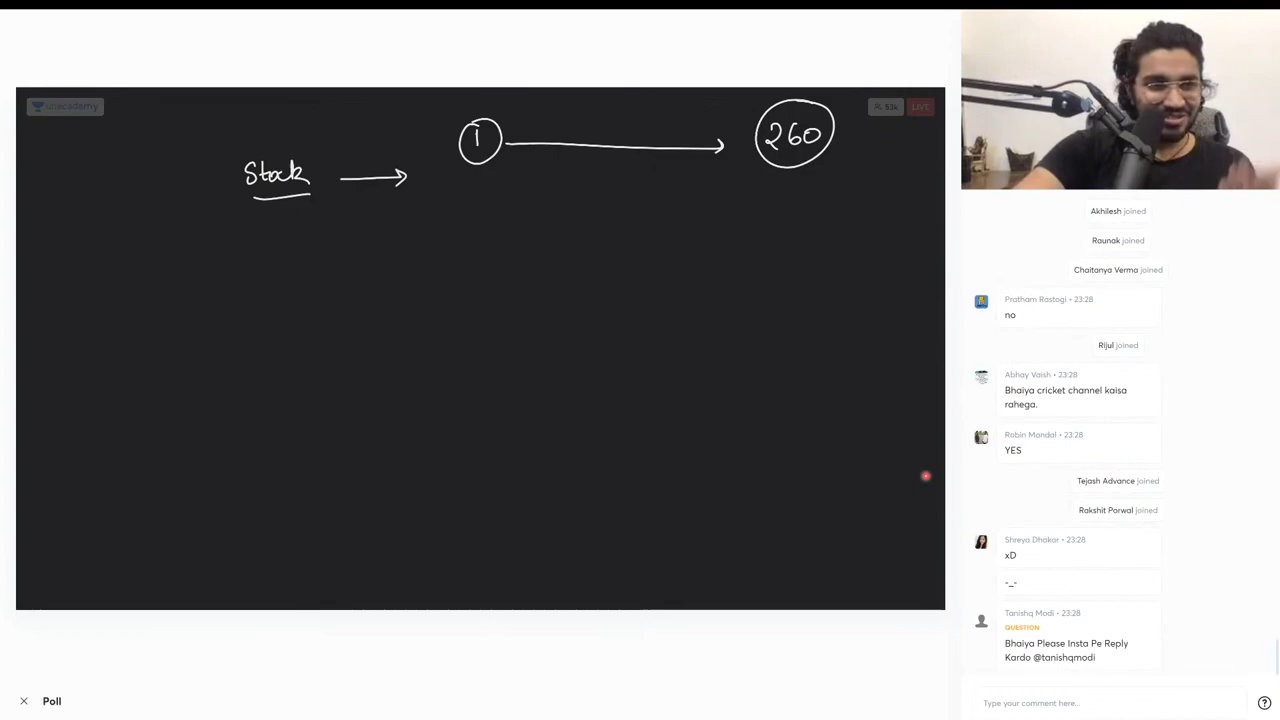 unacademy
53k
LIVE
1
260
Stock
Akhilesh joined
Raunak joined
Chaitanya Verma joined
Pratham Rastogi • 23:28
no
Rijul joined
Abhay Vaish • 23:28
Bhaiya cricket channel kaisa
rahega.
Robin Mandal • 23:28
YES
Tejash Advance joined
Rakshit Porwal joined
Shreya Dhakar • 23:28
xD
-_-
Tanishq Modi • 23:28
QUESTION
Bhaiya Please Insta Pe Reply
Kardo @tanishqmodi
Poll
Type your comment here...
?